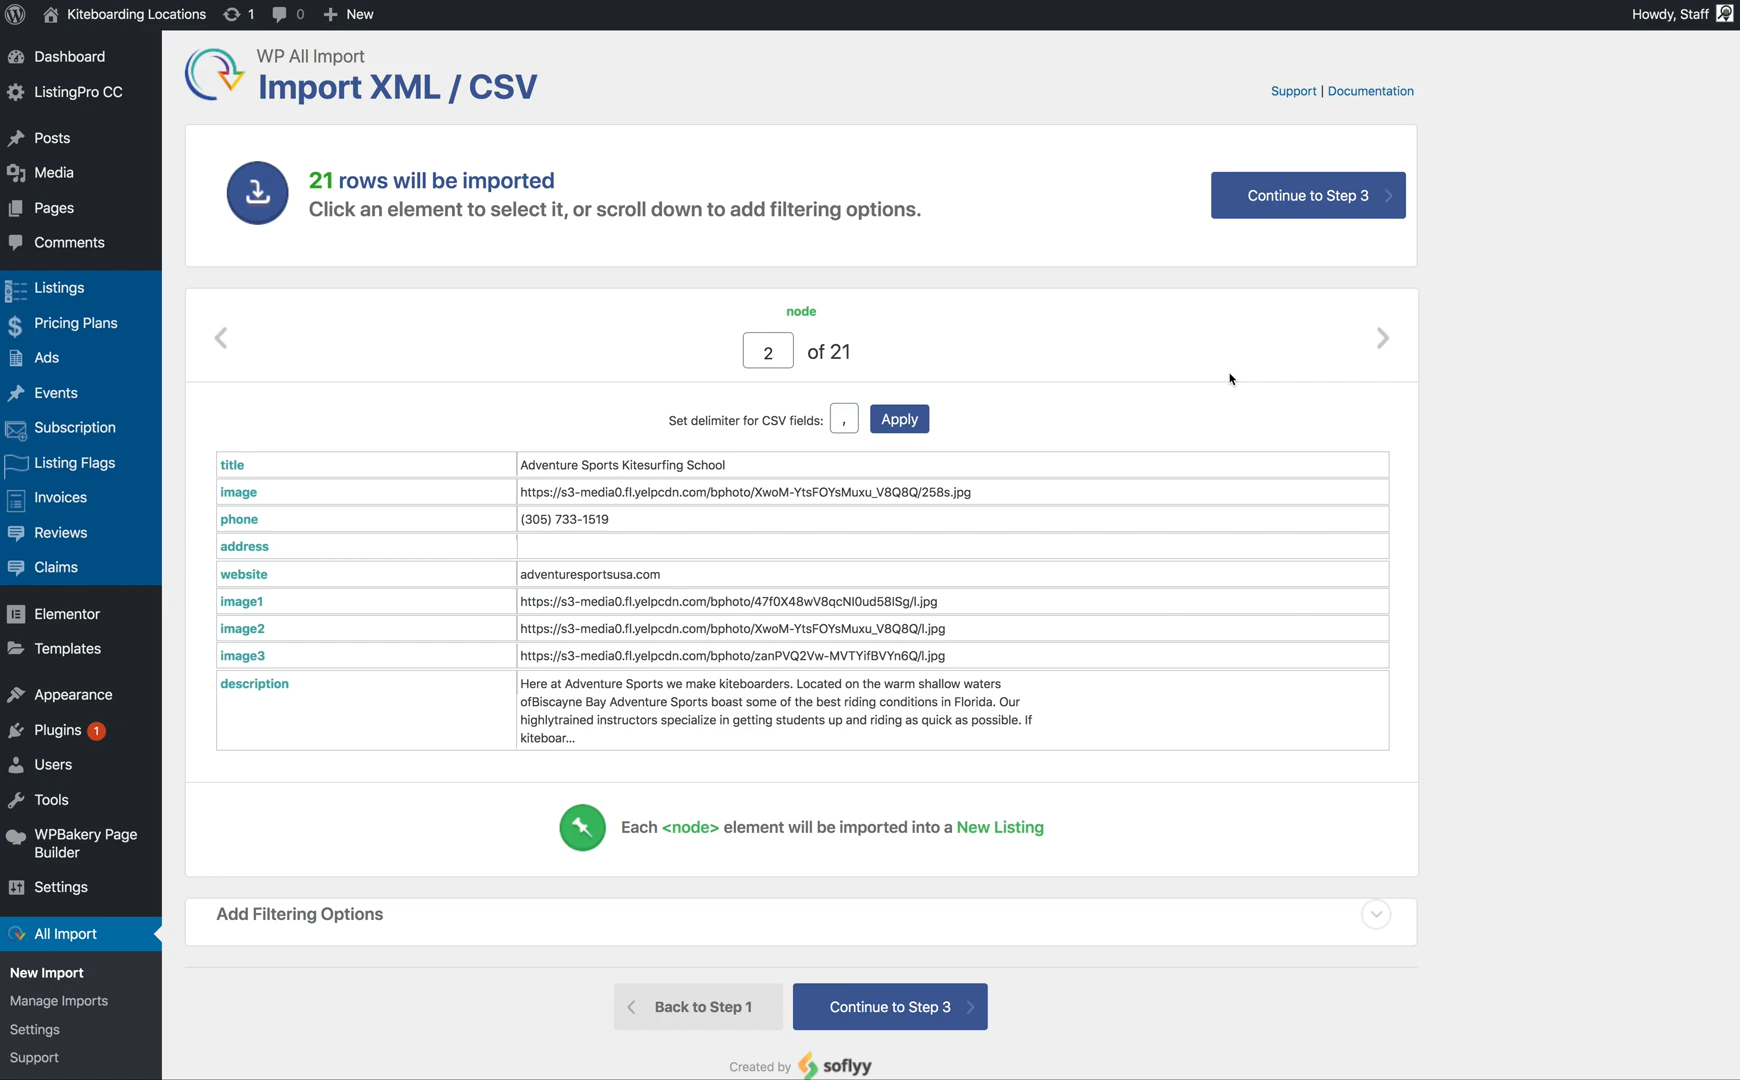 Kiteboarding Locations 1 0 New Howdy, Staff
Dashboard
ListingPro CC
Posts
Media
Pages
Comments
Listings
Pricing Plans
Ads
Events
Subscription
Listing Flags
Invoices
Reviews
Claims
Elementor
Templates
Appearance
Plugins 1
Users
Tools
WPBakery Page
Builder
Settings
All Import
New Import
Manage Imports
Settings
Support
WP All Import
Import XML / CSV
Support | Documentation
21 rows will be imported
Click an element to select it, or scroll down to add filtering options.
Continue to Step 3
node
2 of 21
Set delimiter for CSV fields: , Apply
title Adventure Sports Kitesurfing School
image https://s3-media0.fl.yelpcdn.com/bphoto/XwoM-YtsFOYsMuxu_V8Q8Q/258s.jpg
phone (305) 733-1519
address
website adventuresportsusa.com
image1 https://s3-media0.fl.yelpcdn.com/bphoto/47f0X48wV8qcNI0ud58ISg/l.jpg
image2 https://s3-media0.fl.yelpcdn.com/bphoto/XwoM-YtsFOYsMuxu_V8Q8Q/l.jpg
image3 https://s3-media0.fl.yelpcdn.com/bphoto/zanPVQ2Vw-MVTYifBVYn6Q/l.jpg
description Here at Adventure Sports we make kiteboarders. Located on the warm shallow waters
ofBiscayne Bay Adventure Sports boast some of the best riding conditions in Florida. Our
highlytrained instructors specialize in getting students up and riding as quick as possible. If
kiteboar...
Each <node> element will be imported into a New Listing
Add Filtering Options
Back to Step 1
Continue to Step 3
Created by soflyy